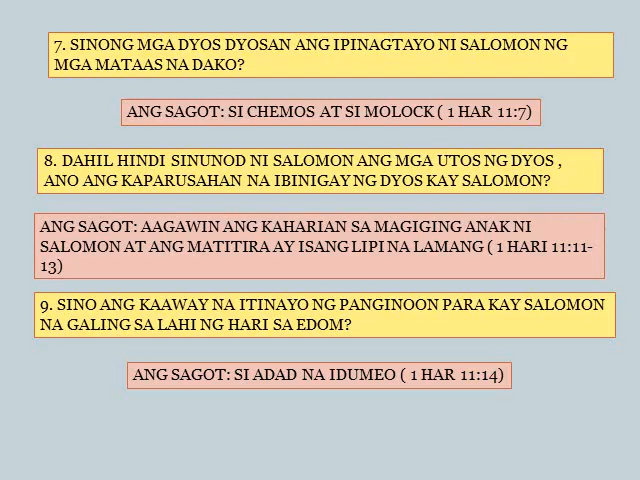 7. SINONG MGA DYOS DYOSAN ANG IPINAGTAYO NI SALOMON NG
MGA MATAAS NA DAKO?
ANG SAGOT: SI CHEMOS AT SI MOLOCK ( 1 HAR 11:7)
8. DAHIL HINDI SINUNOD NI SALOMON ANG MGA UTOS NG DYOS ,
ANO ANG KAPARUSAHAN NA IBINIGAY NG DYOS KAY SALOMON?
ANG SAGOT: AAGAWIN ANG KAHARIAN SA MAGIGING ANAK NI
SALOMON AT ANG MATITIRA AY ISANG LIPI NA LAMANG ( 1 HARI 11:11-
13)
9. SINO ANG KAAWAY NA ITINAYO NG PANGINOON PARA KAY SALOMON
NA GALING SA LAHI NG HARI SA EDOM?
ANG SAGOT: SI ADAD NA IDUMEO ( 1 HAR 11:14)